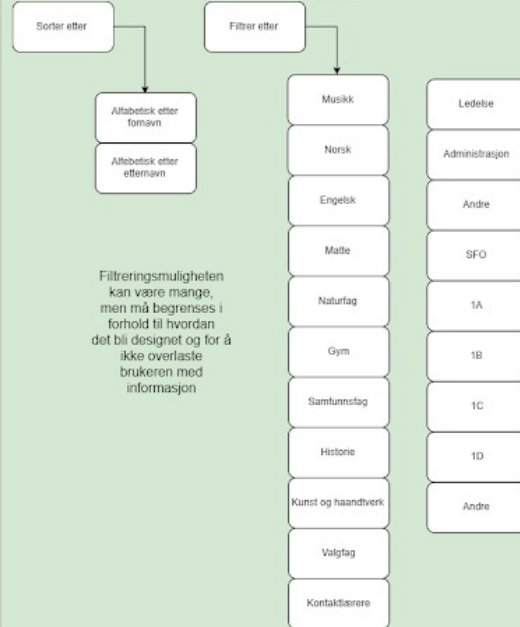 Sorter etter
Filtrer etter
Alfabetisk etter
fornavn
Alfebetisk etter
etternavn
Filtreringsmuligheten
kan være mange,
men må begrenses i
forhold til hvordan
det bli designet og for å
ikke overlaste
brukeren med
informasjon
Musikk
Norsk
Engelsk
Matte
Naturfag
Gym
Samfunnsfag
Historie
Kunst og haandtverk
Valgfag
Kontaktlærere
Ledelse
Administrasjon
Andre
SFO
1A
1B
1C
1D
Andre